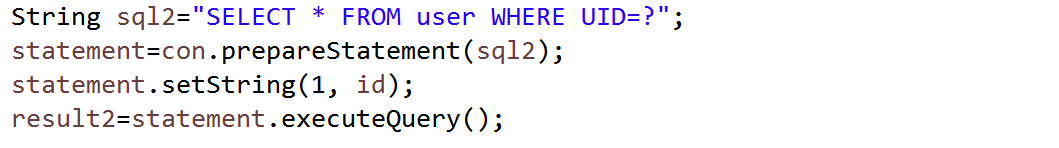 String sql2="SELECT * FROM user WHERE UID=?";
statement=con.prepareStatement(sql2);
statement.setString(1, id);
result2=statement.executeQuery();